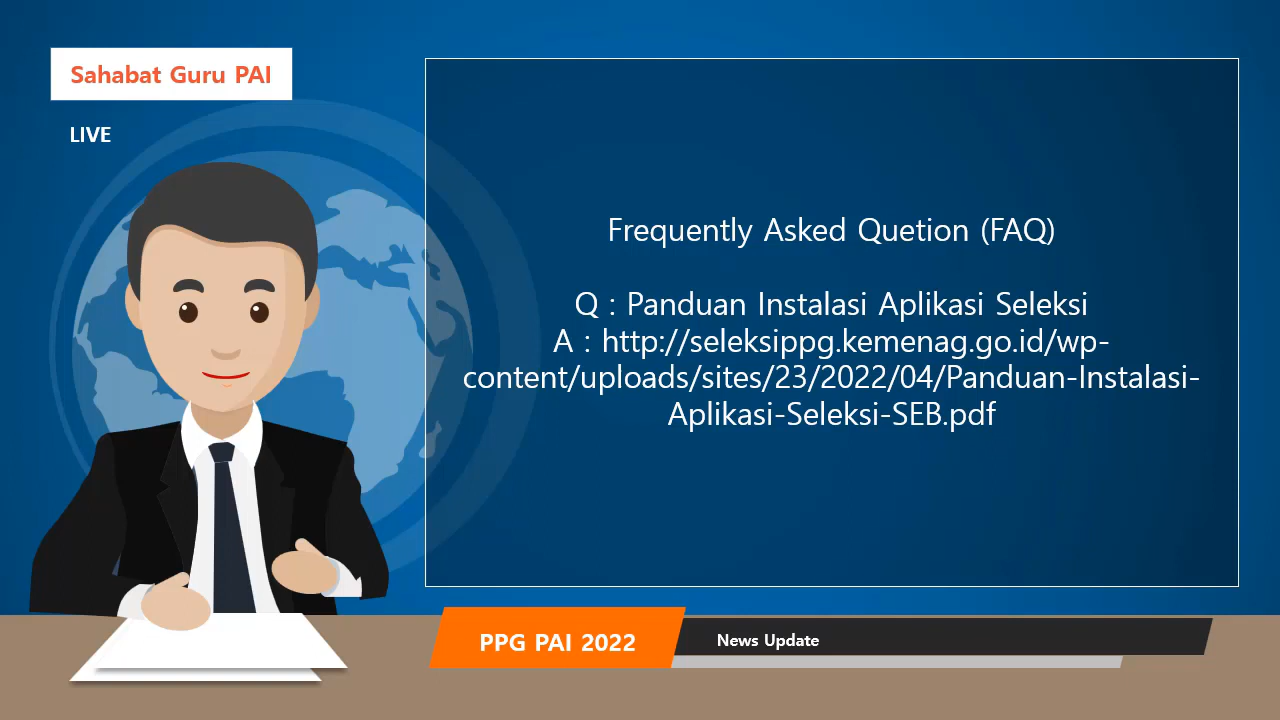 Sahabat Guru PAI
LIVE
Frequently Asked Quetion (FAQ)
Q : Panduan Instalasi Aplikasi Seleksi
A : http://seleksippg.kemenag.go.id/wp-
content/uploads/sites/23/2022/04/Panduan-Instalasi-
Aplikasi-Seleksi-SEB.pdf
PPG PAI 2022
News Update